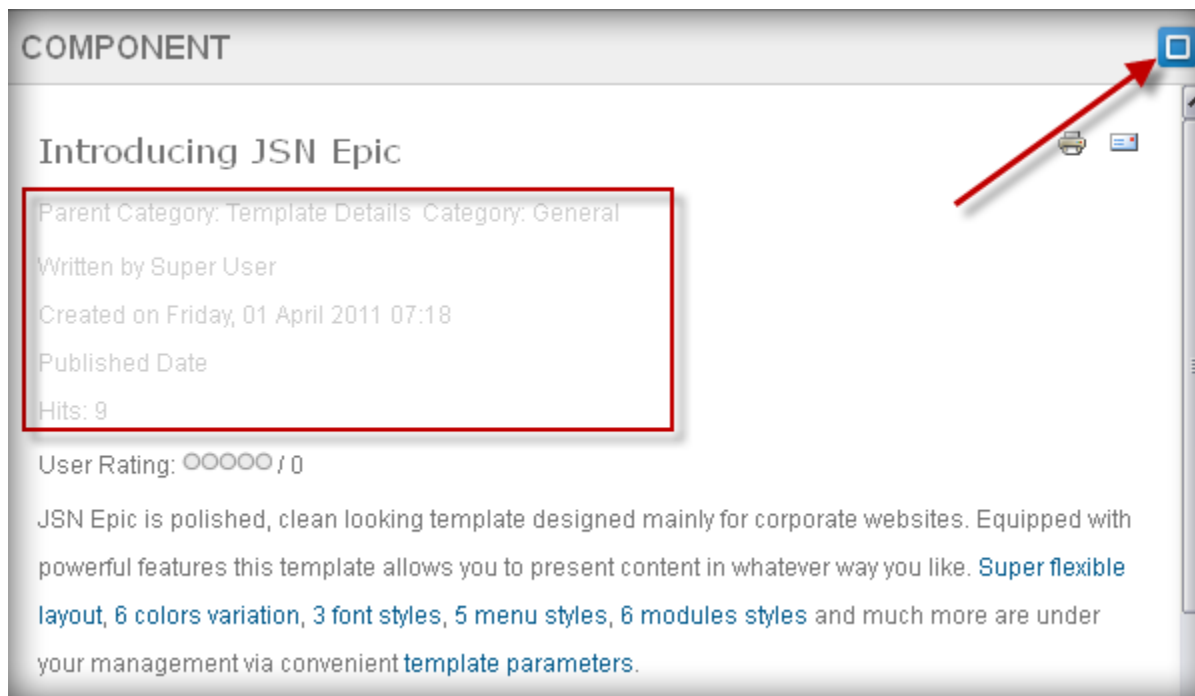 COMPONENT
Introducing JSN Epic
Parent Category: Template Details Category: General
Written by Super User
Created on Friday, 01 April 2011 07:18
Published Date
Hits: 9
User Rating: / 0
JSN Epic is polished, clean looking template designed mainly for corporate websites. Equipped with
powerful features this template allows you to present content in whatever way you like. Super flexible
layout, 6 colors variation, 3 font styles, 5 menu styles, 6 modules styles and much more are under
your management via convenient template parameters.